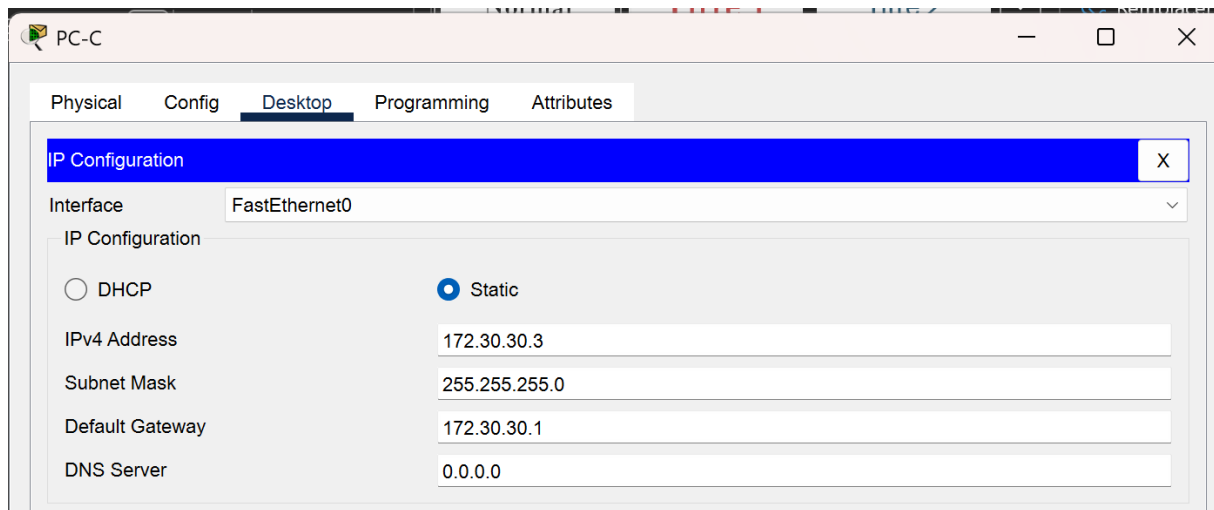 PC-C
Physical Config Desktop Programming Attributes
IP Configuration X
Interface FastEthernet0
IP Configuration
DHCP Static
IPv4 Address 172.30.30.3
Subnet Mask 255.255.255.0
Default Gateway 172.30.30.1
DNS Server 0.0.0.0